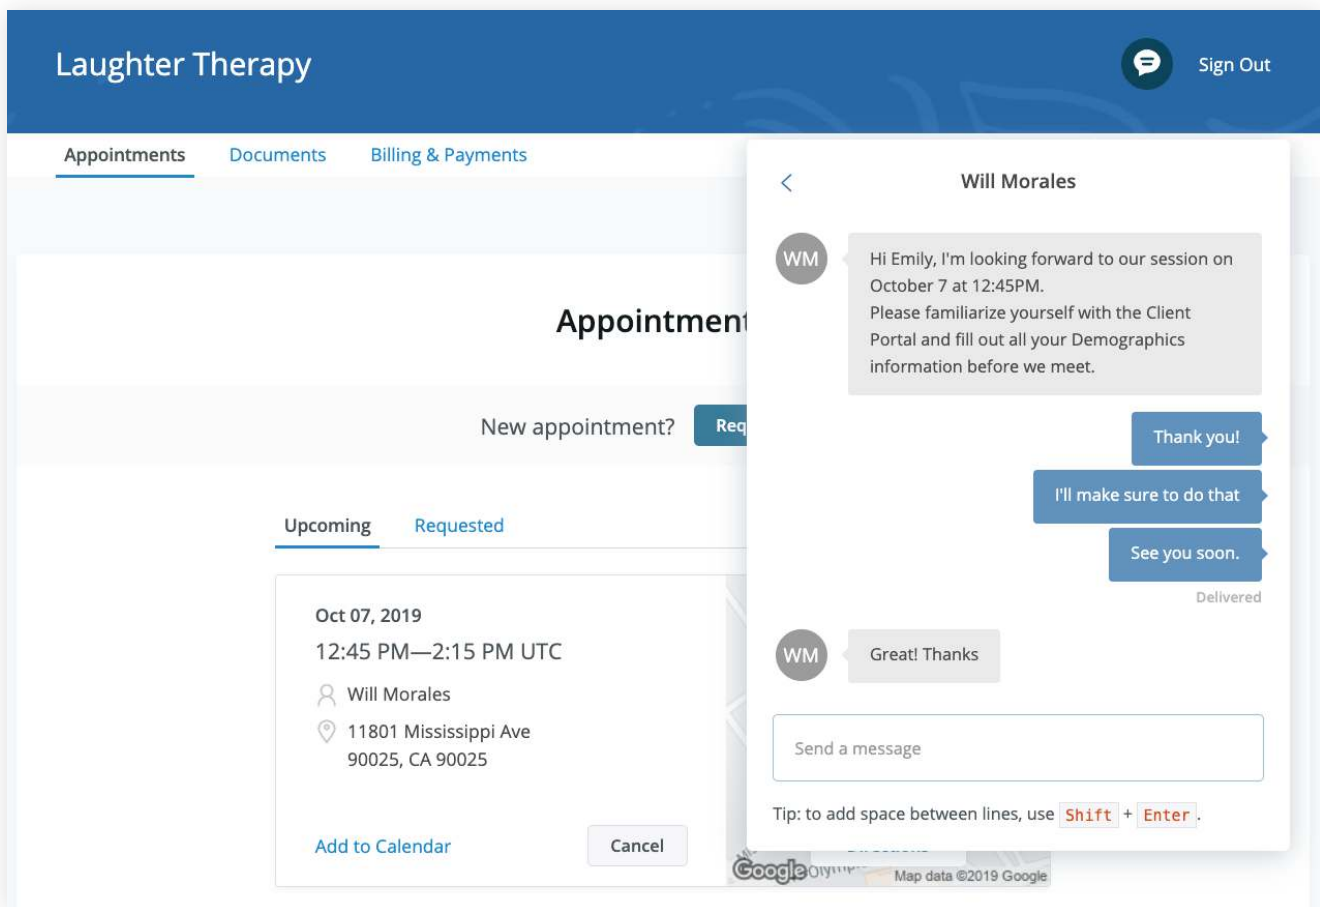 Laughter Therapy
Sign Out
Appointments
Documents
Billing & Payments
Will Morales
WM
Hi Emily, I'm looking forward to our session on
October 7 at 12:45PM.
Please familiarize yourself with the Client
Portal and fill out all your Demographics
information before we meet.
Thank you!
I'll make sure to do that
See you soon.
Delivered
WM
Great! Thanks
Send a message
Tip: to add space between lines, use Shift + Enter.
New appointment?
Upcoming
Requested
Oct 07, 2019
12:45 PM—2:15 PM UTC
Will Morales
11801 Mississippi Ave
90025, CA 90025
Add to Calendar
Cancel
Google
Map data ©2019 Google